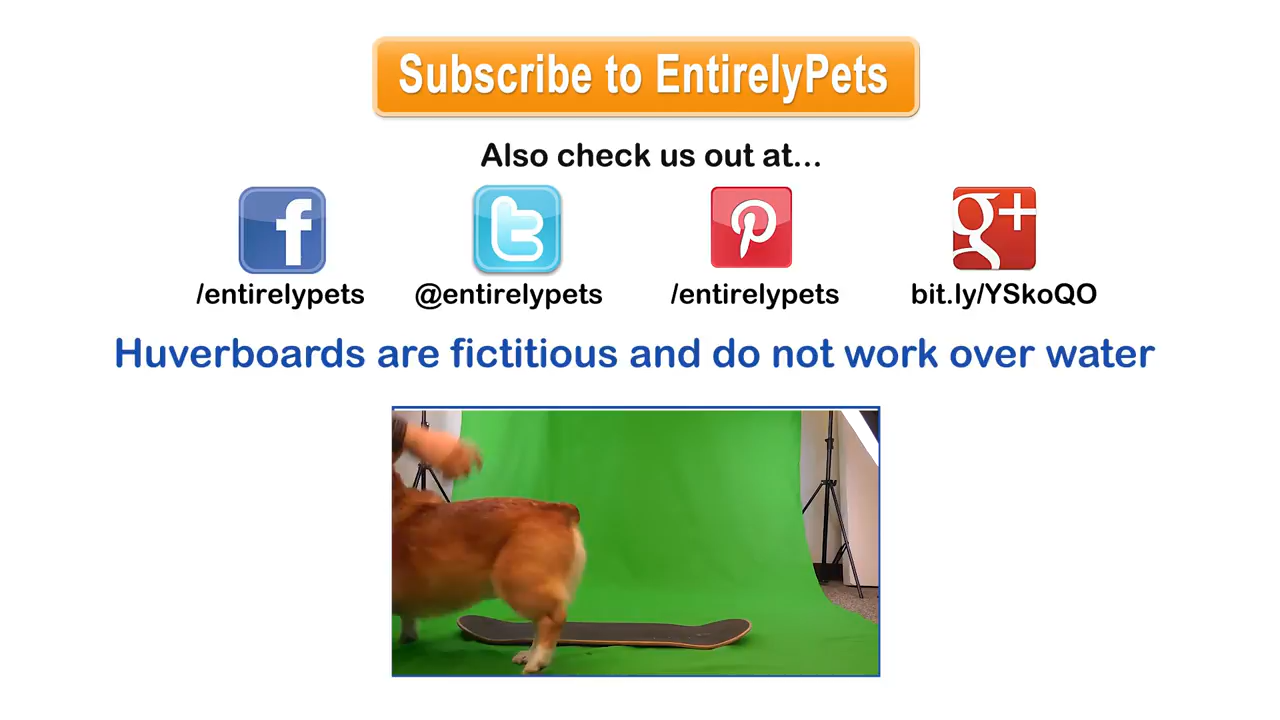 Subscribe to EntirelyPets
Also check us out at...
f t p g+
/entirelypets @entirelypets /entirelypets bit.ly/YSkoQO
Huverboards are fictitious and do not work over water